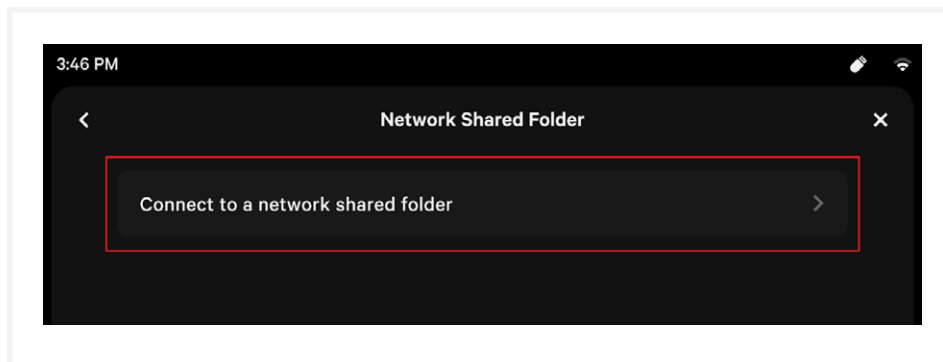 3:46 PM
Network Shared Folder
Connect to a network shared folder